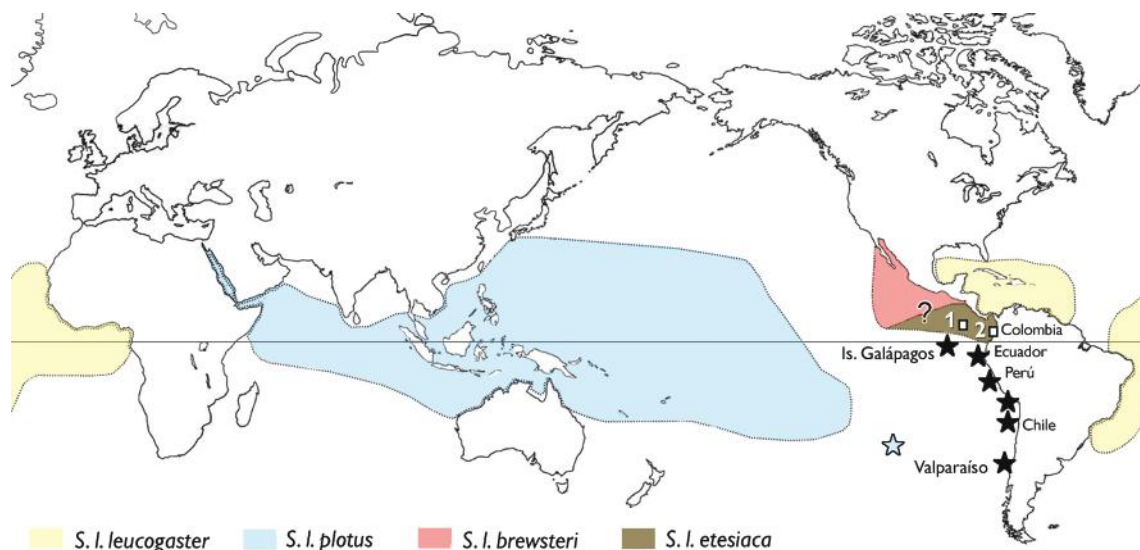 ?
1
2
Colombia
Is. Galápagos
Ecuador
Perú
Chile
Valparaíso
S. l. leucogaster
S. l. plotus
S. l. brewsteri
S. l. etesiaca